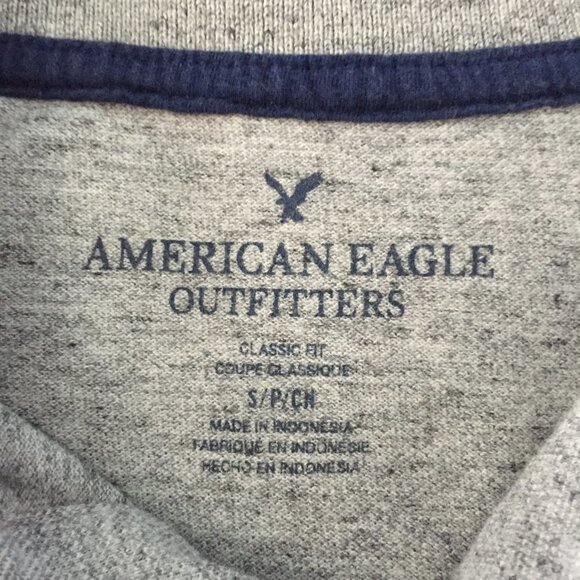 AMERICAN EAGLE
OUTFITTERS
CLASSIC FIT
COUPE CLASSIQUE
S/P/CH
MADE IN INDONESIA
FABRIQUÉ EN INDONÉSIE
HECHO EN INDONESIA